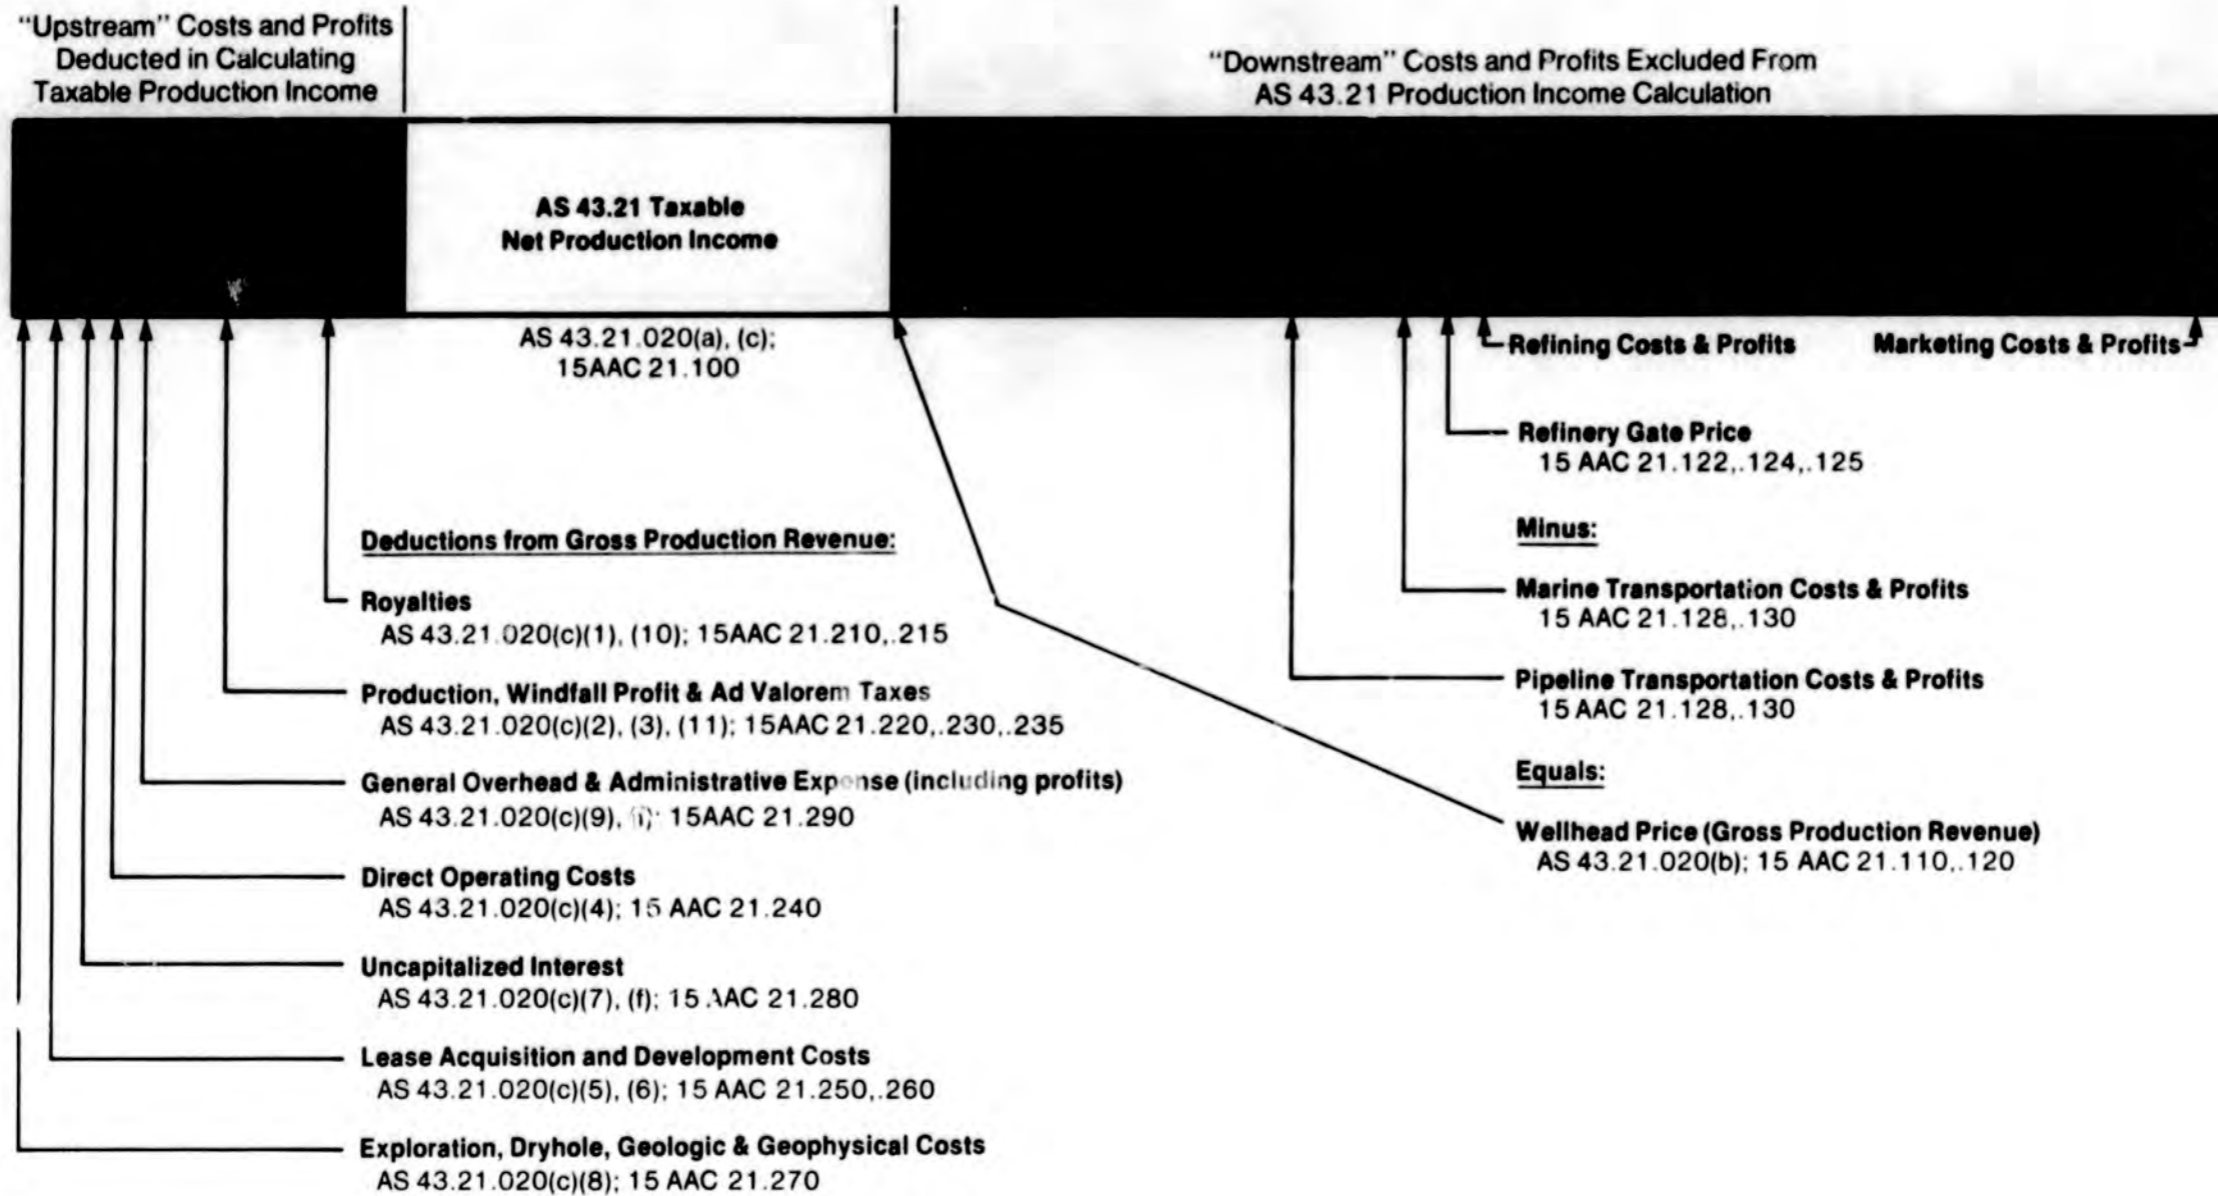 “Upstream” Costs and Profits
Deducted in Calculating
Taxable Production Income
“Downstream” Costs and Profits Excluded From
AS 43.21 Production Income Calculation
AS 43.21 Taxable
Net Production Income
AS 43.21.020(a), (c);
15AAC 21.100
Deductions from Gross Production Revenue:
Royalties
AS 43.21.020(c)(1), (10); 15AAC 21.210,.215
Production, Windfall Profit & Ad Valorem Taxes
AS 43.21.020(c)(2), (3), (11); 15AAC 21.220,.230,.235
General Overhead & Administrative Expense (including profits)
AS 43.21.020(c)(9), (i); 15AAC 21.290
Direct Operating Costs
AS 43.21.020(c)(4); 15 AAC 21.240
Uncapitalized Interest
AS 43.21.020(c)(7), (f); 15 AAC 21.280
Lease Acquisition and Development Costs
AS 43.21.020(c)(5), (6); 15 AAC 21.250,.260
Exploration, Dryhole, Geologic & Geophysical Costs
AS 43.21.020(c)(8); 15 AAC 21.270
Refining Costs & Profits
Marketing Costs & Profits
Refinery Gate Price
15 AAC 21.122,.124,.125
Minus:
Marine Transportation Costs & Profits
15 AAC 21.128,.130
Pipeline Transportation Costs & Profits
15 AAC 21.128,.130
Equals:
Wellhead Price (Gross Production Revenue)
AS 43.21.020(b); 15 AAC 21.110,.120